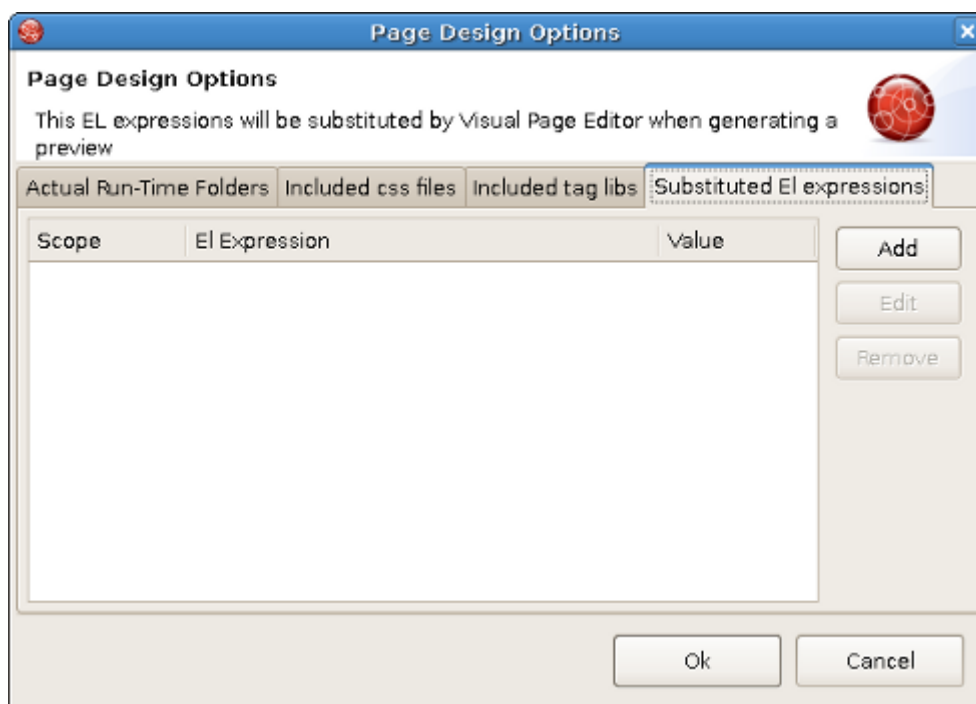 Page Design Options
Page Design Options
This EL expressions will be substituted by Visual Page Editor when generating a
preview
Actual Run-Time Folders Included css files Included tag libs Substituted El expressions
Scope El Expression Value
Add
Edit
Remove
Ok Cancel